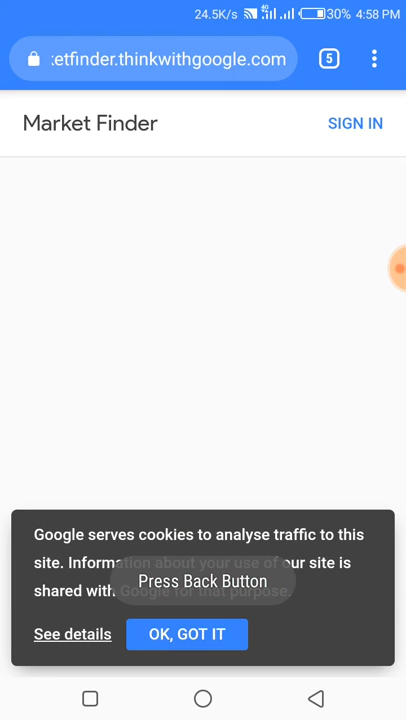 24.5K/s 4G 30% 4:58 PM
:etfinder.thinkwithgoogle.com 5
Market Finder SIGN IN
Google serves cookies to analyse traffic to this
site. Information about your use of our site is
shared with Google for that purpose.
Press Back Button
See details OK, GOT IT